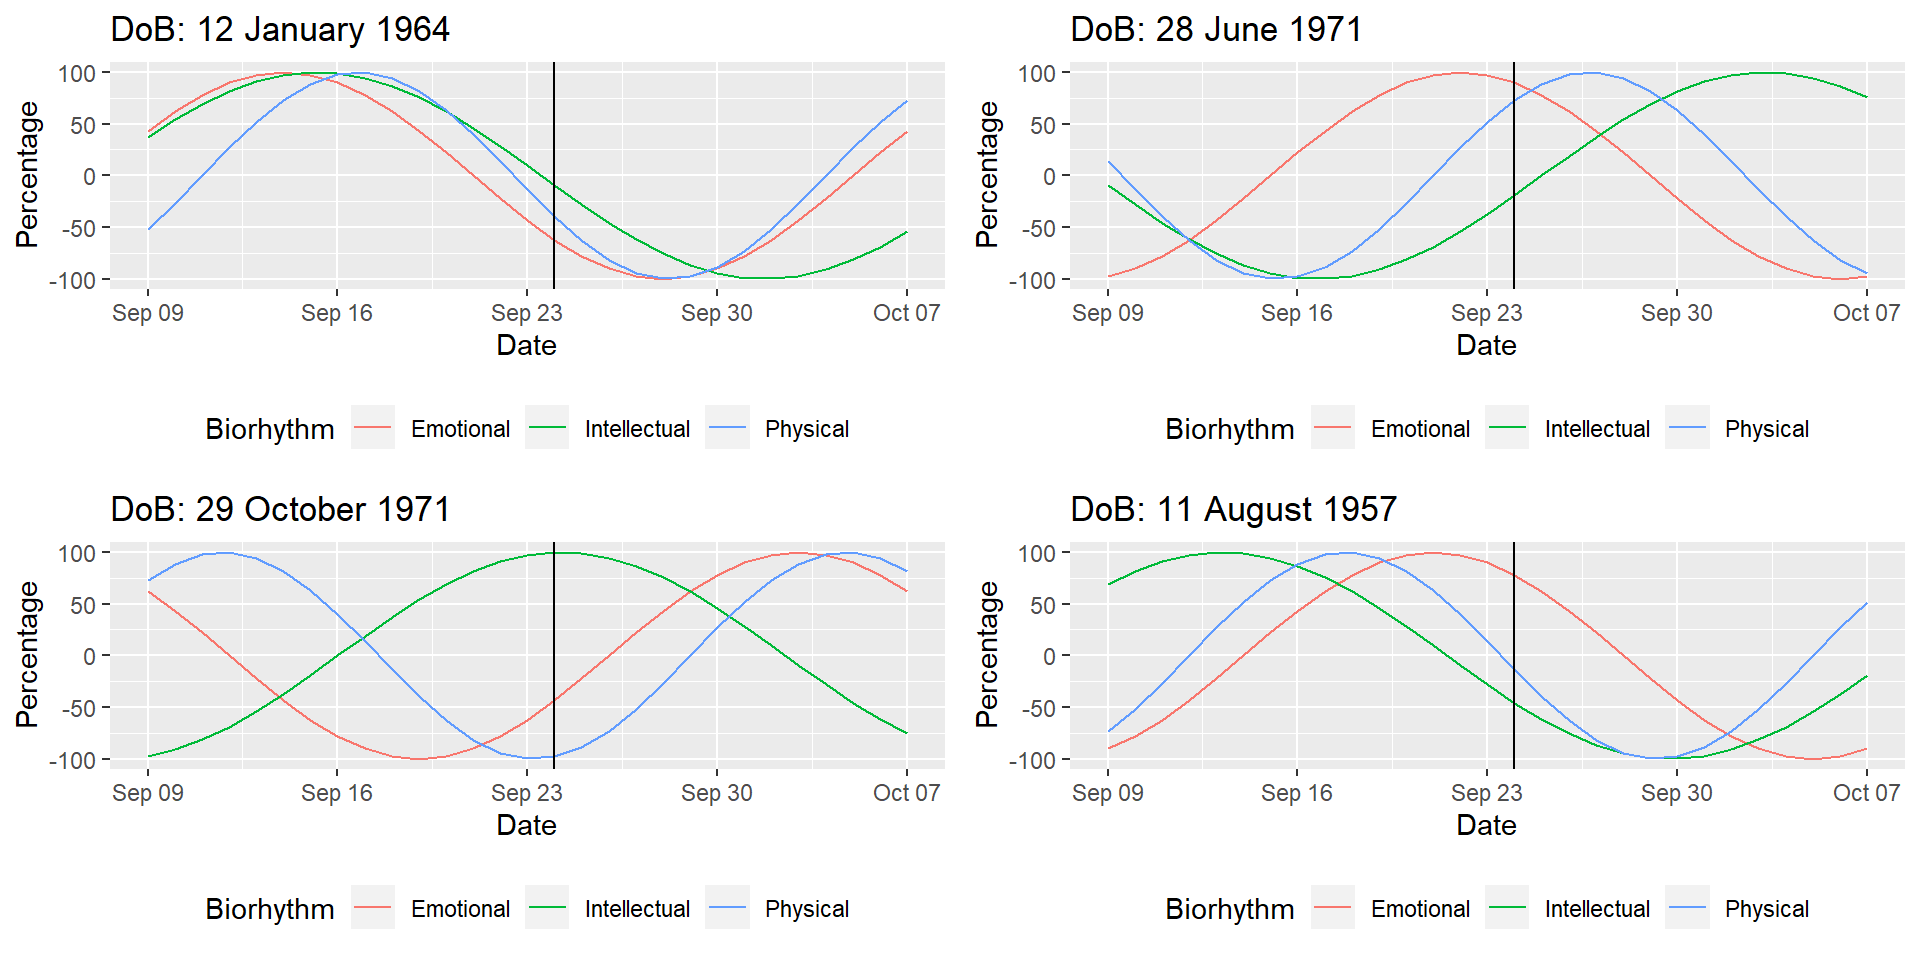 DoB: 12 January 1964
Percentage
100
50
0
-50
-100
Sep 09 Sep 16 Sep 23 Sep 30 Oct 07
Date
Biorhythm Emotional Intellectual Physical
DoB: 28 June 1971
Percentage
100
50
0
-50
-100
Sep 09 Sep 16 Sep 23 Sep 30 Oct 07
Date
Biorhythm Emotional Intellectual Physical
DoB: 29 October 1971
Percentage
100
50
0
-50
-100
Sep 09 Sep 16 Sep 23 Sep 30 Oct 07
Date
Biorhythm Emotional Intellectual Physical
DoB: 11 August 1957
Percentage
100
50
0
-50
-100
Sep 09 Sep 16 Sep 23 Sep 30 Oct 07
Date
Biorhythm Emotional Intellectual Physical